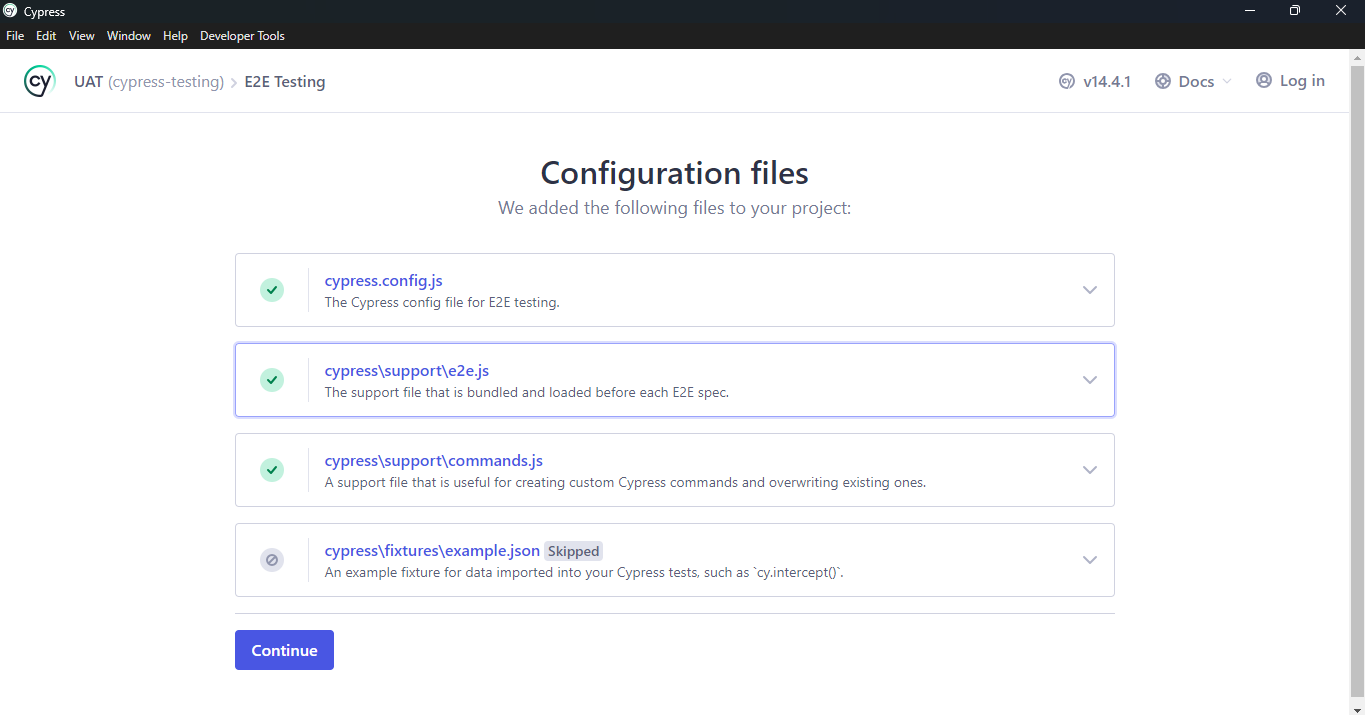 cy Cypress
File Edit View Window Help Developer Tools
cy UAT (cypress-testing) > E2E Testing cy v14.4.1 Docs Log in
Configuration files
We added the following files to your project:
cypress.config.js
The Cypress config file for E2E testing.
cypress\support\e2e.js
The support file that is bundled and loaded before each E2E spec.
cypress\support\commands.js
A support file that is useful for creating custom Cypress commands and overwriting existing ones.
cypress\fixtures\example.json Skipped
An example fixture for data imported into your Cypress tests, such as `cy.intercept()`.
Continue